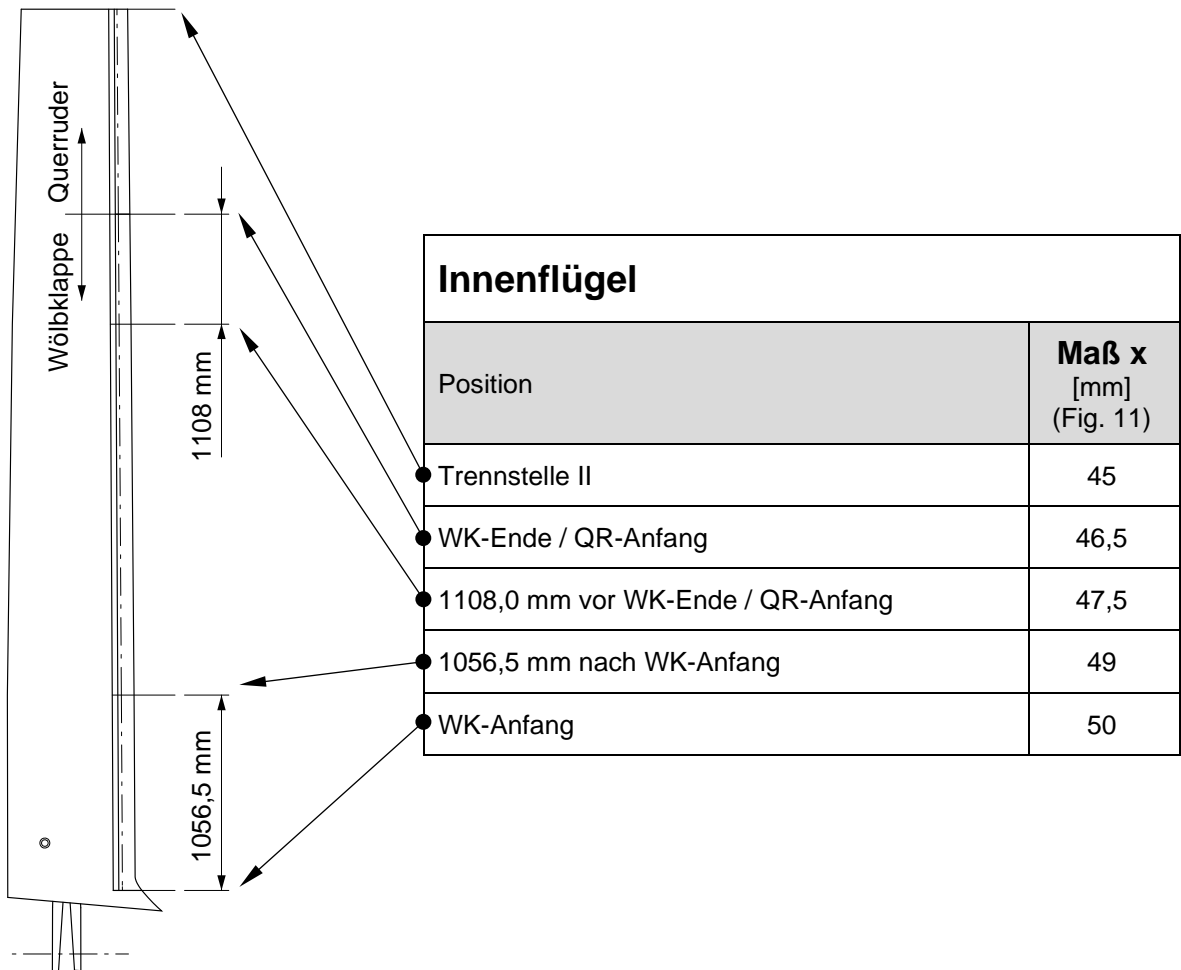 Querruder
Wölbklappe
1108 mm
1056,5 mm
Innenflügel
Position
Maß x
[mm]
(Fig. 11)
Trennstelle II
45
WK-Ende / QR-Anfang
46,5
1108,0 mm vor WK-Ende / QR-Anfang
47,5
1056,5 mm nach WK-Anfang
49
WK-Anfang
50